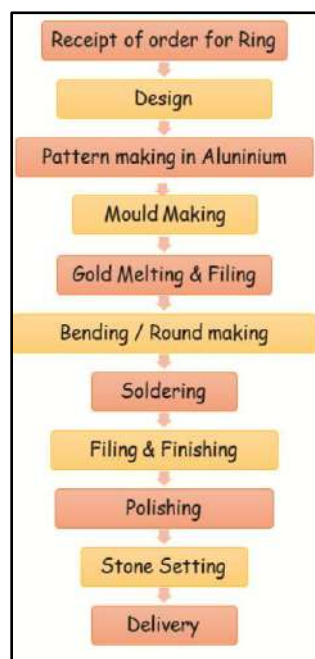 Receipt of order for Ring
Design
Pattern making in Aluninium
Mould Making
Gold Melting & Filing
Bending / Round making
Soldering
Filing & Finishing
Polishing
Stone Setting
Delivery